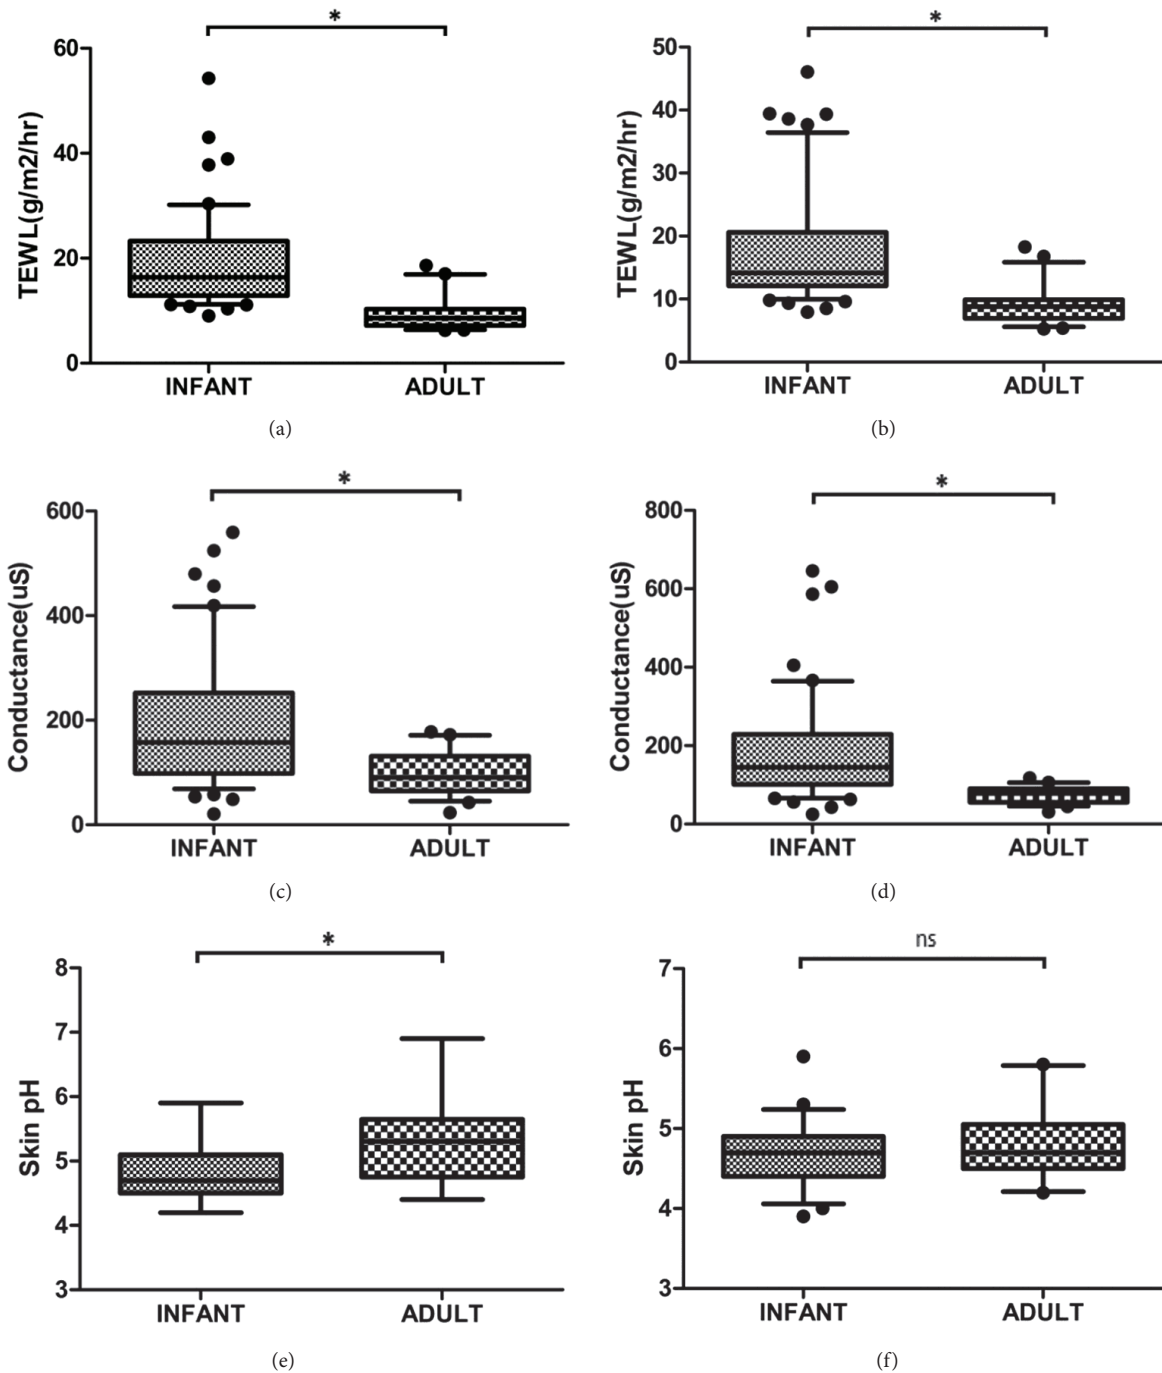 *
60
40
20
0
TEWL(g/m2/hr)
INFANT ADULT
(a)
*
50
40
30
20
10
0
TEWL(g/m2/hr)
INFANT ADULT
(b)
*
600
400
200
0
Conductance(uS)
INFANT ADULT
(c)
*
800
600
400
200
0
Conductance(uS)
INFANT ADULT
(d)
*
8
7
6
5
4
3
Skin pH
INFANT ADULT
(e)
ns
7
6
5
4
3
Skin pH
INFANT ADULT
(f)